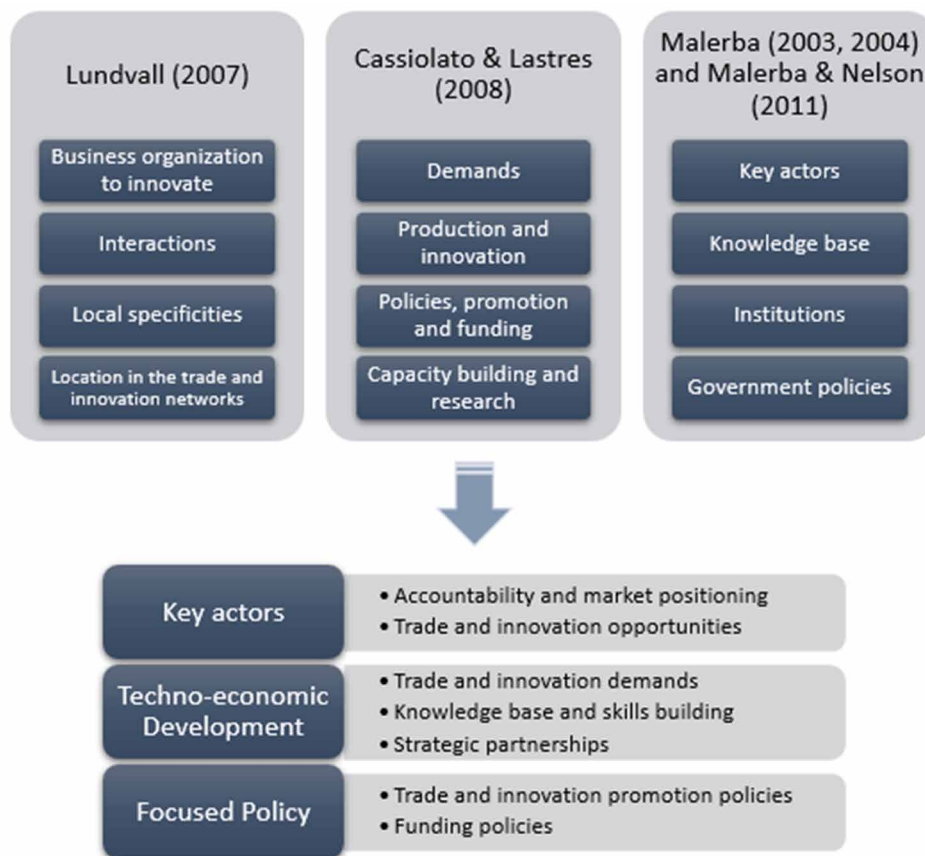 Lundvall (2007)
Business organization
to innovate
Interactions
Local specificities
Location in the trade and
innovation networks
Cassiolato & Lastres
(2008)
Demands
Production and
innovation
Policies, promotion
and funding
Capacity building and
research
Malerba (2003, 2004)
and Malerba & Nelson
(2011)
Key actors
Knowledge base
Institutions
Government policies
Key actors
• Accountability and market positioning
• Trade and innovation opportunities
Techno-economic
Development
• Trade and innovation demands
• Knowledge base and skills building
• Strategic partnerships
Focused Policy
• Trade and innovation promotion policies
• Funding policies